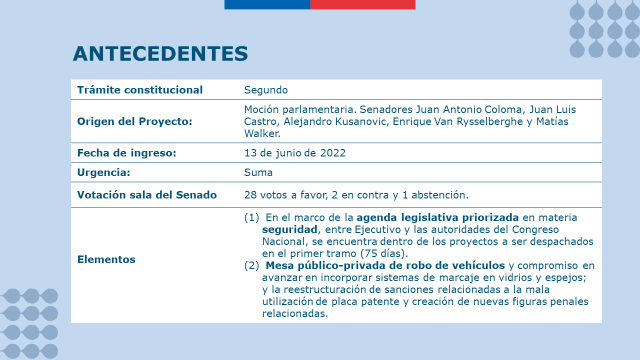 ANTECEDENTES
Trámite constitucional Segundo
Origen del Proyecto: Moción parlamentaria. Senadores Juan Antonio Coloma, Juan Luis
Castro, Alejandro Kusanovic, Enrique Van Rysselberghe y Matías
Walker.
Fecha de ingreso: 13 de junio de 2022
Urgencia: Suma
Votación sala del Senado 28 votos a favor, 2 en contra y 1 abstención.
Elementos
(1) En el marco de la agenda legislativa priorizada en materia
seguridad, entre Ejecutivo y las autoridades del Congreso
Nacional, se encuentra dentro de los proyectos a ser despachados
en el primer tramo (75 días).
(2) Mesa público-privada de robo de vehículos y compromiso en
avanzar en incorporar sistemas de marcaje en vidrios y espejos;
y la reestructuración de sanciones relacionadas a la mala
utilización de placa patente y creación de nuevas figuras penales
relacionadas.